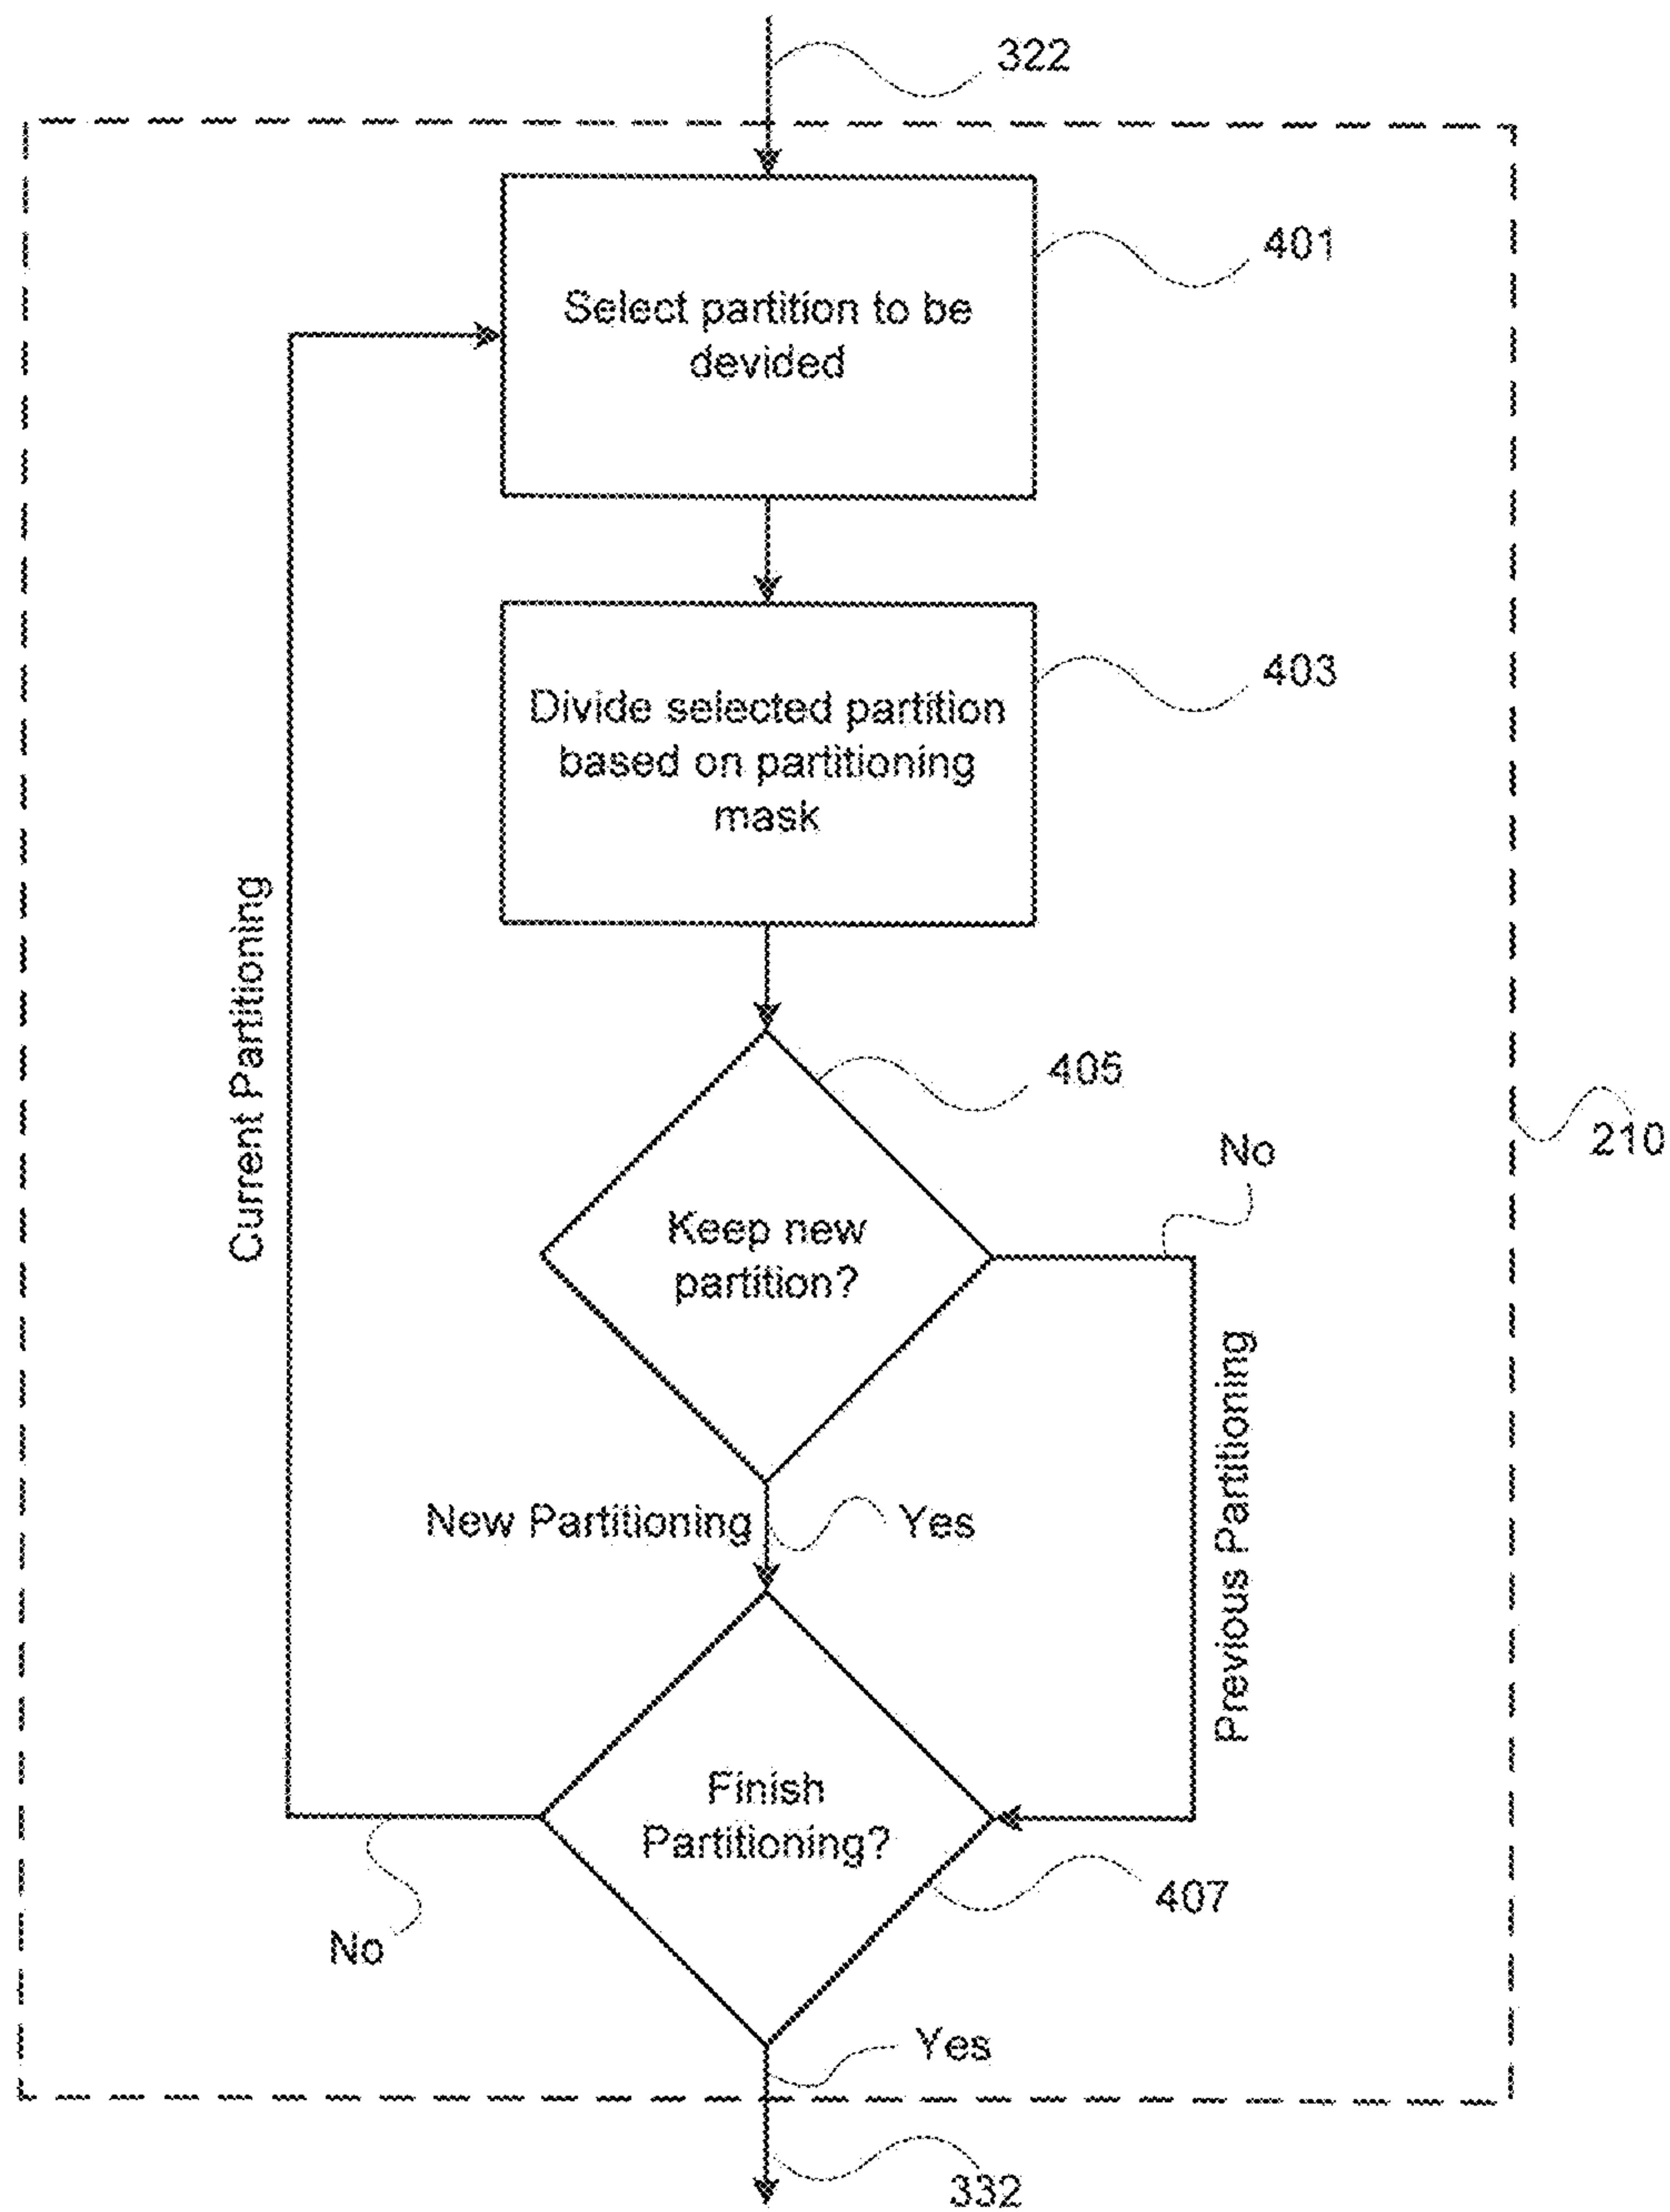 322
401
Select partition to be
devided
403
Divide selected partition
based on partitioning
mask
Current Partitioning
405
210
No
Keep new
partition?
Previous Partitioning
New Partitioning
Yes
Finish
Partitioning?
407
No
Yes
332